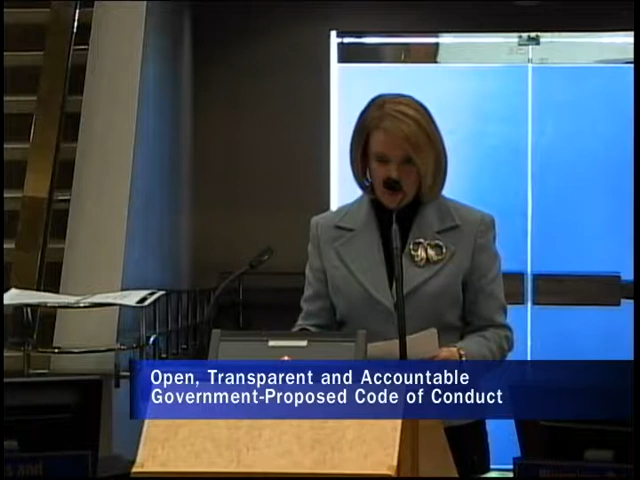 Open, Transparent and Accountable
Government-Proposed Code of Conduct